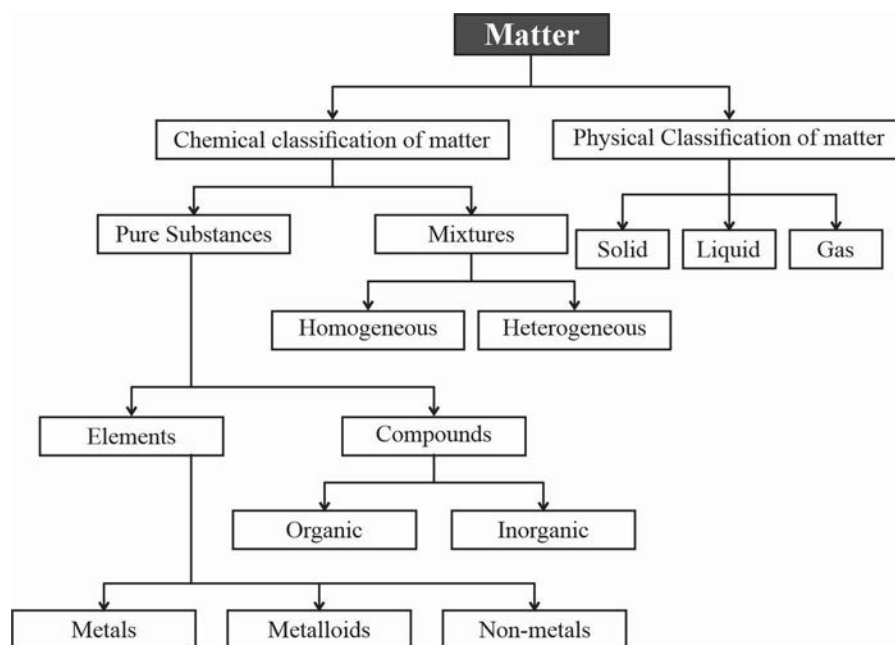 Matter
Chemical classification of matter
Physical Classification of matter
Pure Substances
Mixtures
Solid
Liquid
Gas
Homogeneous
Heterogeneous
Elements
Compounds
Organic
Inorganic
Metals
Metalloids
Non-metals